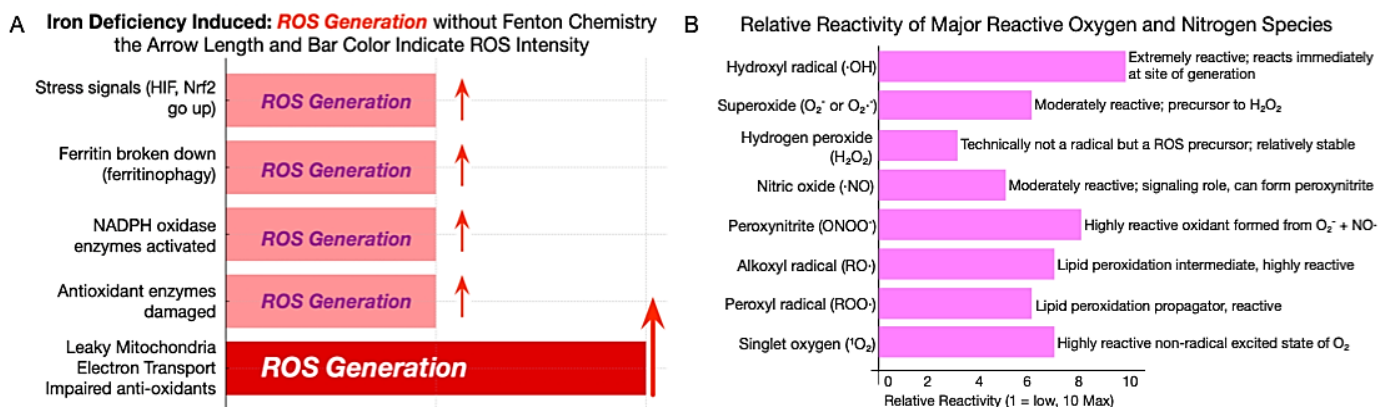 A
Iron Deficiency Induced: ROS Generation without Fenton Chemistry
the Arrow Length and Bar Color Indicate ROS Intensity
Stress signals (HIF, Nrf2
go up)
ROS Generation
Ferritin broken down
(ferritinophagy)
ROS Generation
NADPH oxidase
enzymes activated
ROS Generation
Antioxidant enzymes
damaged
ROS Generation
Leaky Mitochondria
Electron Transport
Impaired anti-oxidants
ROS Generation
B
Relative Reactivity of Major Reactive Oxygen and Nitrogen Species
Hydroxyl radical (·OH)
Extremely reactive; reacts immediately
at site of generation
Superoxide (O₂⁻ or O₂·⁻)
Moderately reactive; precursor to H₂O₂
Hydrogen peroxide
(H₂O₂)
Technically not a radical but a ROS precursor; relatively stable
Nitric oxide (·NO)
Moderately reactive; signaling role, can form peroxynitrite
Peroxynitrite (ONOO⁻)
Highly reactive oxidant formed from O₂⁻ + NO·
Alkoxyl radical (RO·)
Lipid peroxidation intermediate, highly reactive
Peroxyl radical (ROO·)
Lipid peroxidation propagator, reactive
Singlet oxygen (¹O₂)
Highly reactive non-radical excited state of O₂
0 2 4 6 8 10
Relative Reactivity (1 = low, 10 Max)